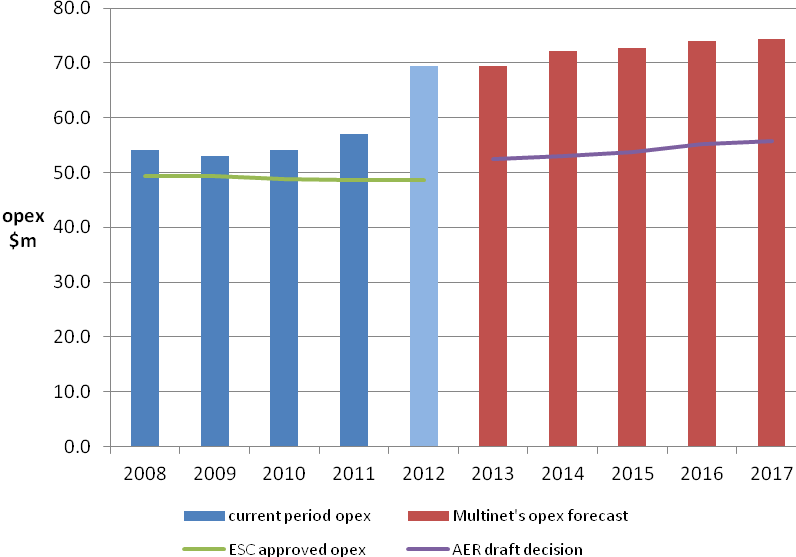 80.0
70.0
60.0
50.0
40.0
30.0
20.0
10.0
0.0
opex
$m
2008 2009 2010 2011 2012 2013 2014 2015 2016 2017
current period opex Multinet's opex forecast
ESC approved opex AER draft decision